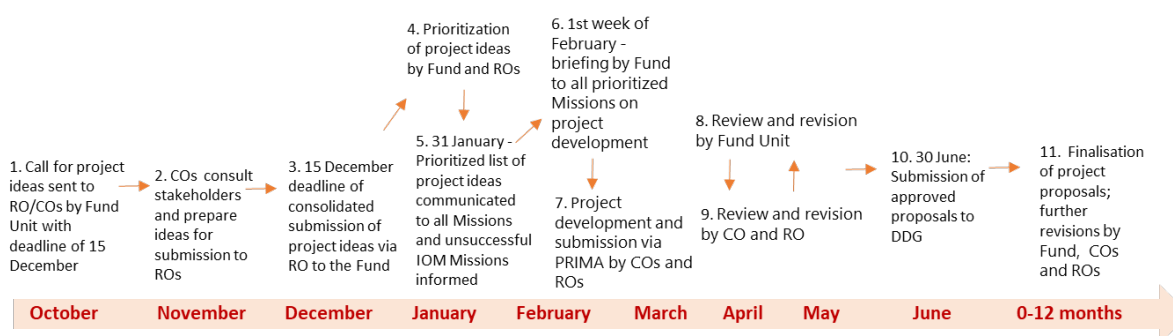 1. Call for project
ideas sent to
RO/COs by Fund
Unit with
deadline of 15
December
2. COs consult
stakeholders
and prepare
ideas for
submission to
ROs
3. 15 December
deadline of
consolidated
submission of
project ideas via
RO to the Fund
4. Prioritization
of project ideas
by Fund and ROs
5. 31 January -
Prioritized list of
project ideas
communicated
to all Missions
and unsuccessful
IOM Missions
informed
6. 1st week of
February -
briefing by Fund
to all prioritized
Missions on
project
development
7. Project
development and
submission via
PRIMA by COs and
ROs
8. Review and revision
by Fund Unit
9. Review and revision
by CO and RO
10. 30 June:
Submission of
approved
proposals to
DDG
11. Finalisation
of project
proposals;
further
revisions by
Fund, COs
and ROs
October November December January February March April May June 0-12 months